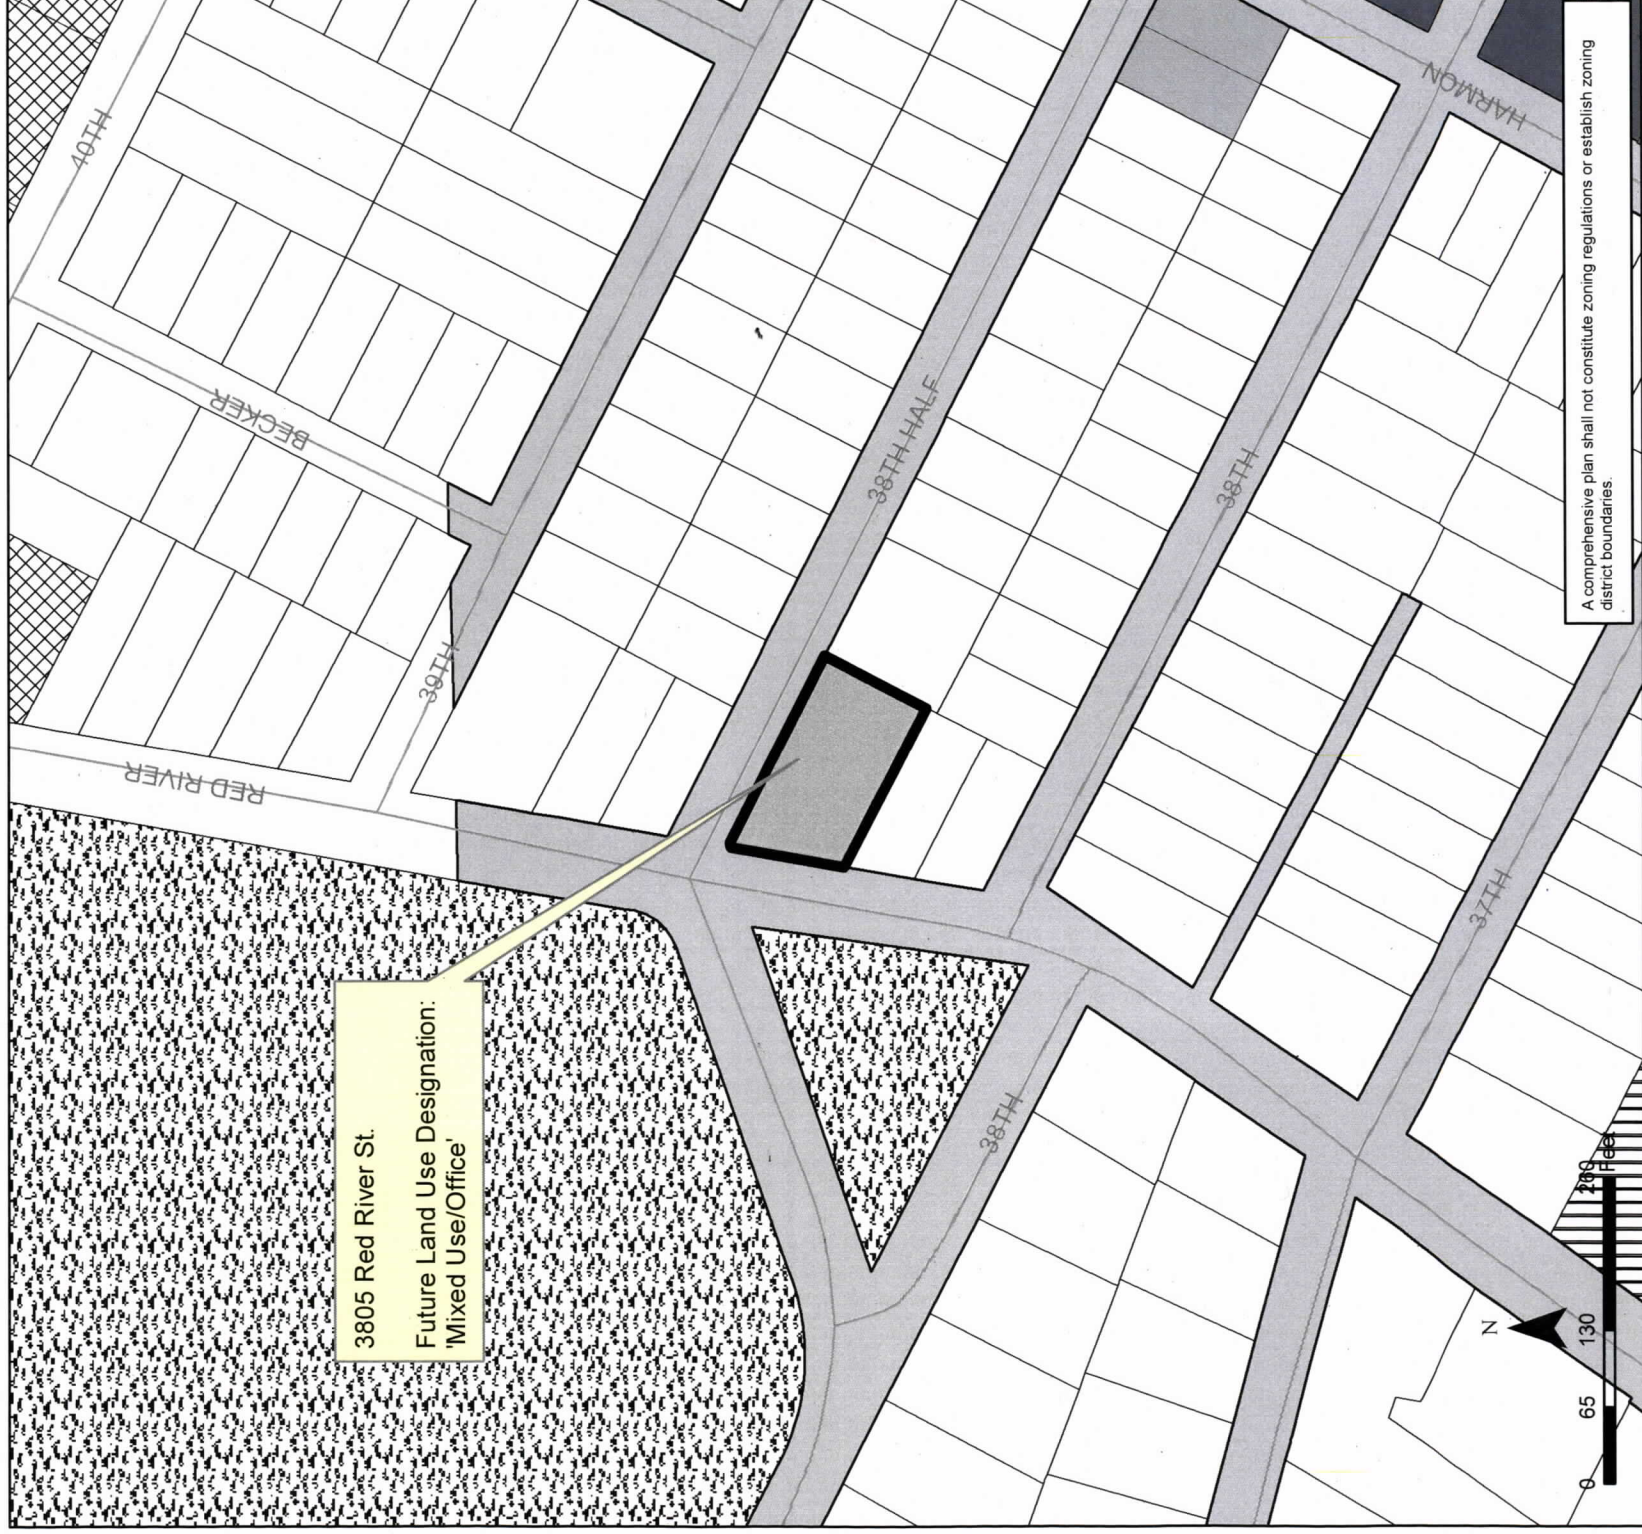 40TH
BECKER
RED RIVER
39TH
38TH HALF
38TH
HARMON
38TH
37TH
3805 Red River St.
Future Land Use Designation:
'Mixed Use/Office'
A comprehensive plan shall not constitute zoning regulations or establish zoning
district boundaries.
N
0 65 130 260
Feet